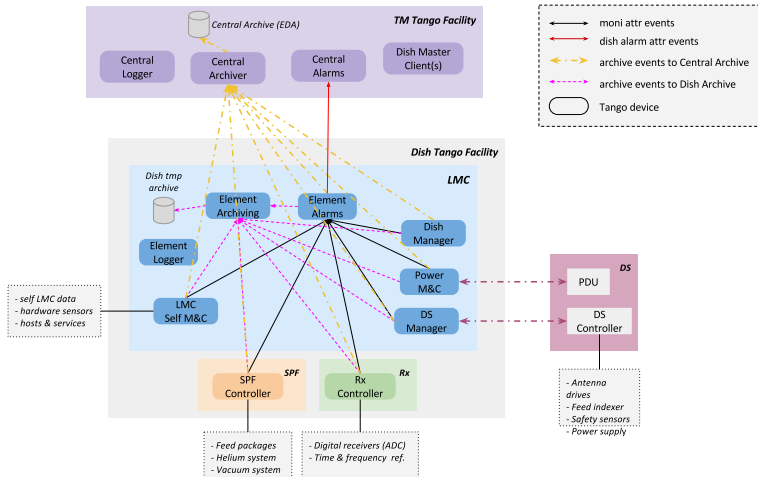 TM Tango Facility
Central Archive (EDA)
Central
Logger
Central
Archiver
Central
Alarms
Dish Master
Client(s)
moni attr events
dish alarm attr events
archive events to Central Archive
archive events to Dish Archive
Tango device
Dish Tango Facility
LMC
Dish tmp
archive
Element
Archiving
Element
Alarms
Dish
Manager
Element
Logger
Power
M&C
LMC
Self M&C
DS
Manager
- self LMC data
- hardware sensors
- hosts & services
DS
PDU
DS
Controller
SPF
SPF
Controller
Rx
Rx
Controller
- Antenna
drives
- Feed indexer
- Safety sensors
- Power supply
- Feed packages
- Helium system
- Vacuum system
- Digital receivers (ADC)
- Time & frequency ref.